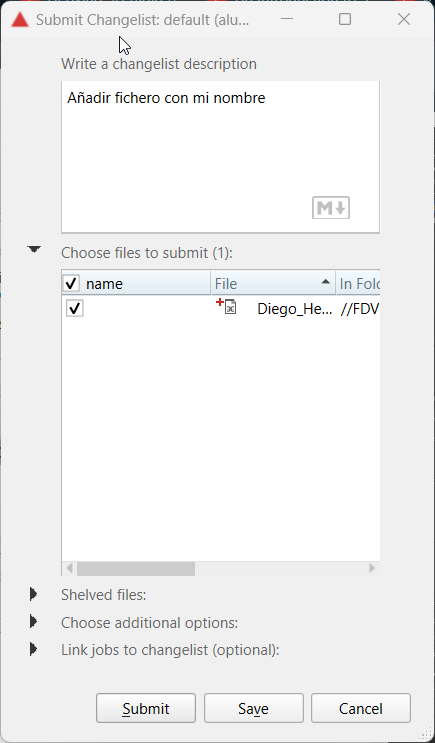 Submit Changelist: default (alu...
Write a changelist description
Añadir fichero con mi nombre
M
Choose files to submit (1):
name File In Fold
Diego_He... //FDV
Shelved files:
Choose additional options:
Link jobs to changelist (optional):
Submit Save Cancel